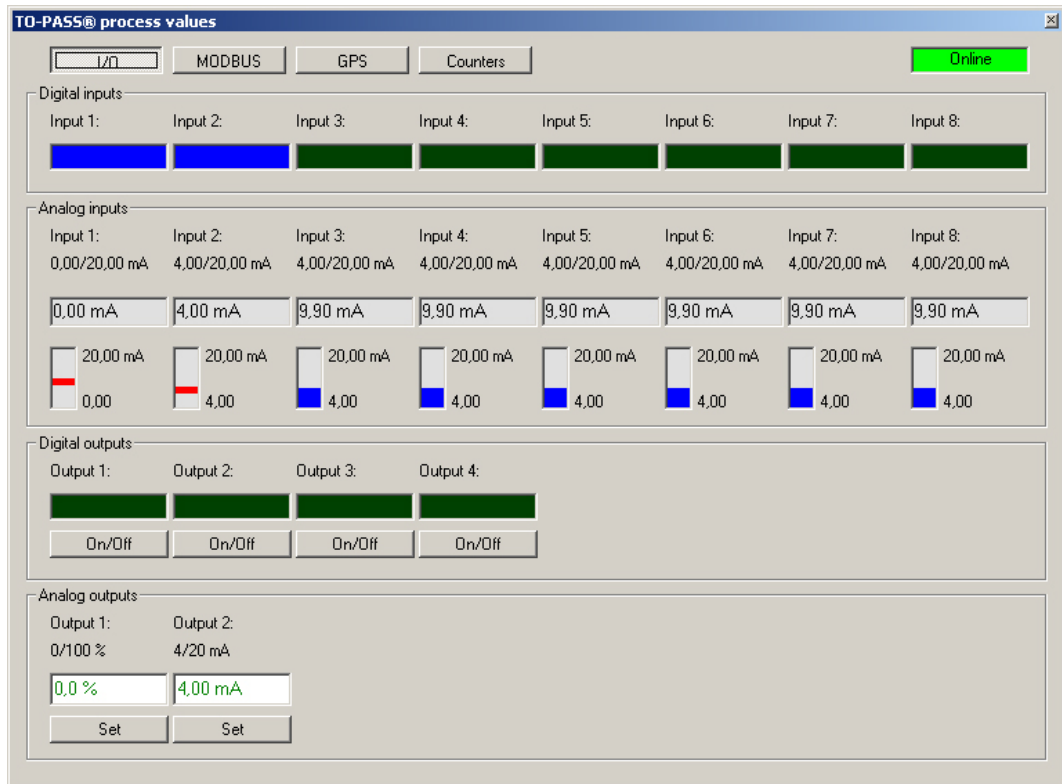 TO-PASS® process values
I/O MODBUS GPS Counters Online
Digital inputs
Input 1: Input 2: Input 3: Input 4: Input 5: Input 6: Input 7: Input 8:
Analog inputs
Input 1: Input 2: Input 3: Input 4: Input 5: Input 6: Input 7: Input 8:
0,00/20,00 mA 4,00/20,00 mA 4,00/20,00 mA 4,00/20,00 mA 4,00/20,00 mA 4,00/20,00 mA 4,00/20,00 mA 4,00/20,00 mA
0,00 mA 4,00 mA 9,90 mA 9,90 mA 9,90 mA 9,90 mA 9,90 mA 9,90 mA
20,00 mA 20,00 mA 20,00 mA 20,00 mA 20,00 mA 20,00 mA 20,00 mA 20,00 mA
0,00 4,00 4,00 4,00 4,00 4,00 4,00 4,00
Digital outputs
Output 1: Output 2: Output 3: Output 4:
On/Off On/Off On/Off On/Off
Analog outputs
Output 1: Output 2:
0/100 % 4/20 mA
0,0 % 4,00 mA
Set Set